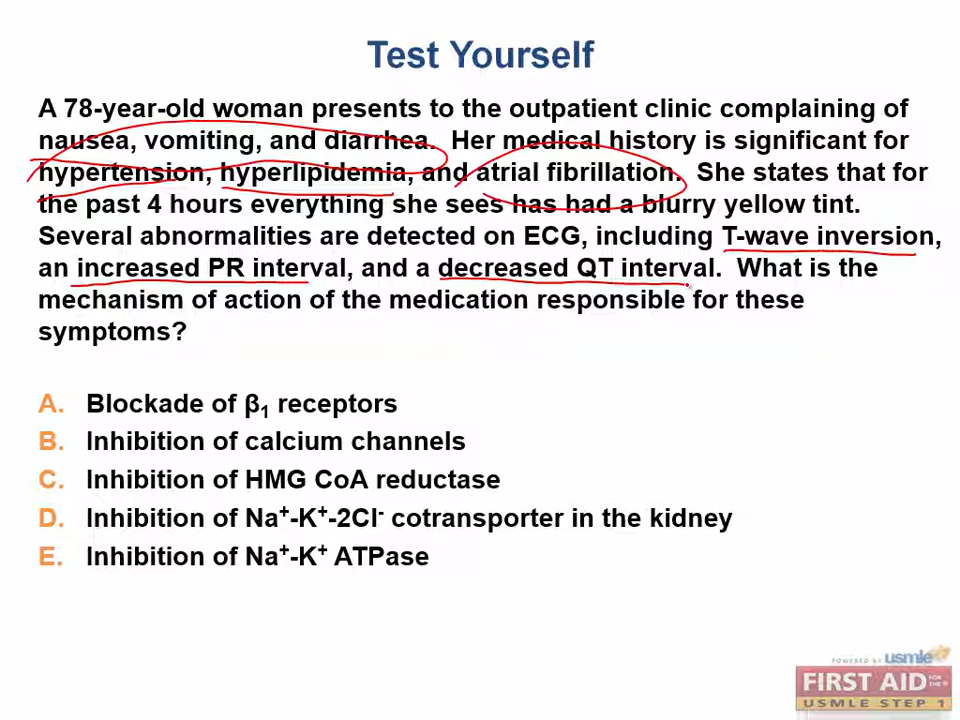 Test Yourself
A 78-year-old woman presents to the outpatient clinic complaining of
nausea, vomiting, and diarrhea. Her medical history is significant for
hypertension, hyperlipidemia, and atrial fibrillation. She states that for
the past 4 hours everything she sees has had a blurry yellow tint.
Several abnormalities are detected on ECG, including T-wave inversion,
an increased PR interval, and a decreased QT interval. What is the
mechanism of action of the medication responsible for these
symptoms?
A. Blockade of β₁ receptors
B. Inhibition of calcium channels
C. Inhibition of HMG CoA reductase
D. Inhibition of Na⁺-K⁺-2Cl⁻ cotransporter in the kidney
E. Inhibition of Na⁺-K⁺ ATPase
POWERED BY usmle
FIRST AID FOR THE
USMLE STEP 1